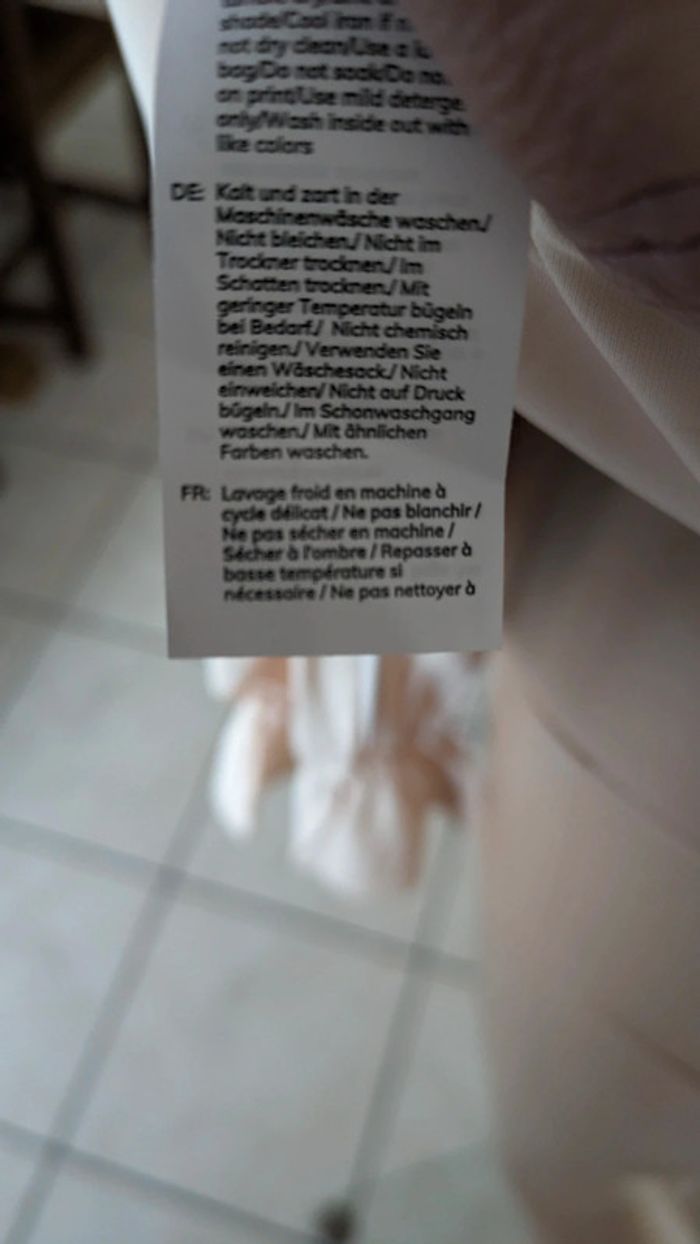 shade/Cool iron if n
not dry clean/Use a
bag/Do not soak/Do no
on print/Use mild deterge
only/Wash inside out with
like colors
DE: Kalt und zart in der
Maschinenwäsche waschen./
Nicht bleichen./ Nicht im
Trockner trocknen./ Im
Schatten trocknen./ Mit
geringer Temperatur bügeln
bei Bedarf./ Nicht chemisch
reinigen./ Verwenden Sie
einen Wäschesack./ Nicht
einweichen/ Nicht auf Druck
bügeln./ Im Schonwaschgang
waschen./ Mit ähnlichen
Farben waschen.
FR: Lavage froid en machine à
cycle délicat / Ne pas blanchir /
Ne pas sécher en machine /
Sécher à l'ombre / Repasser à
basse température si
nécessaire / Ne pas nettoyer à